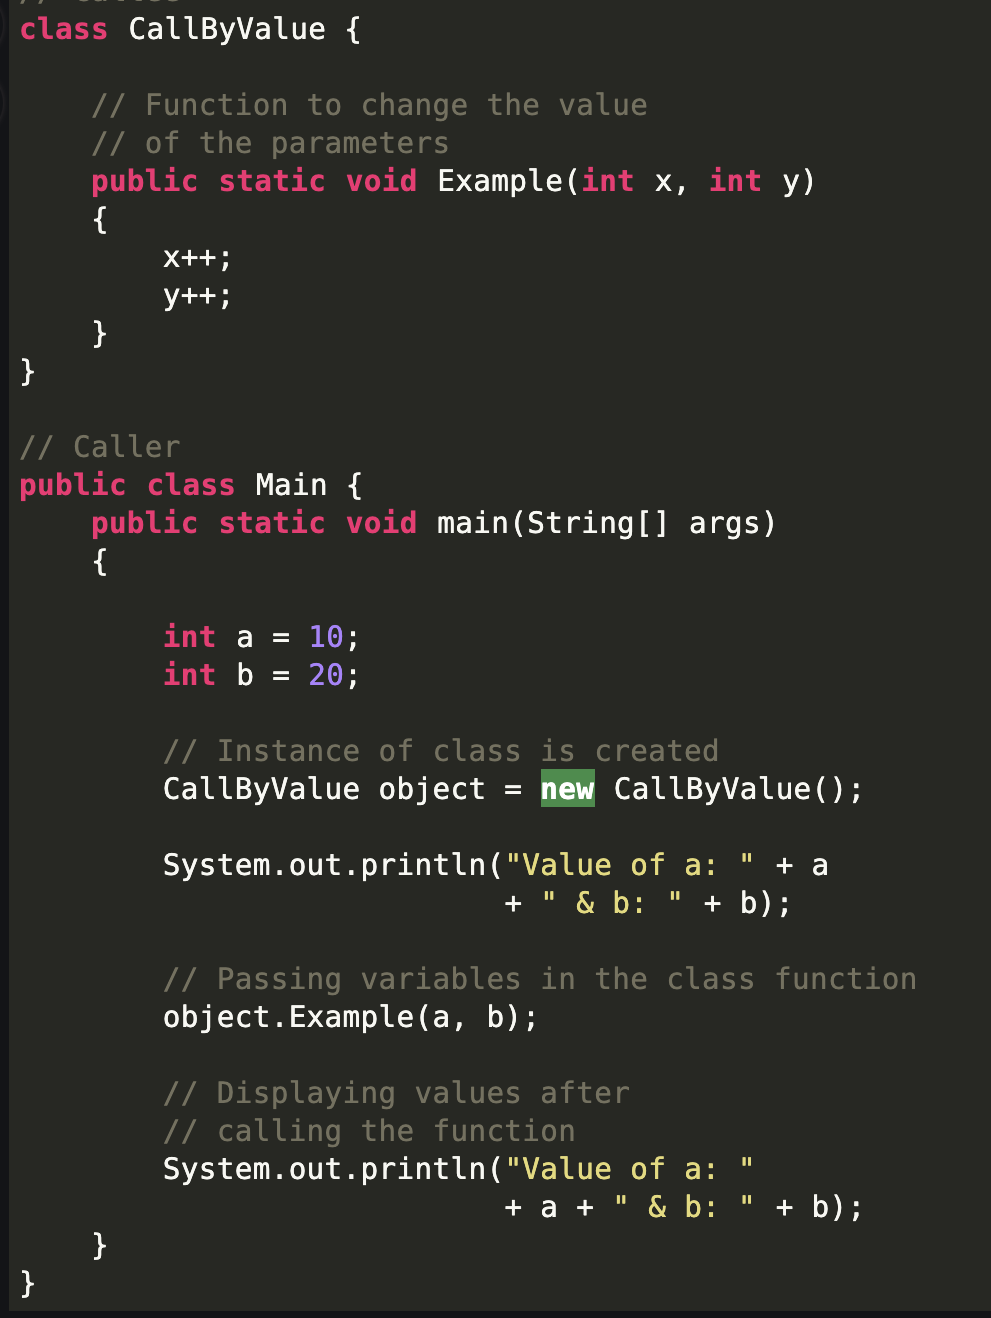 class CallByValue {
// Function to change the value
// of the parameters
public static void Example(int x, int y)
{
x++;
y++;
}
}
// Caller
public class Main {
public static void main(String[] args)
{
int a = 10;
int b = 20;
// Instance of class is created
CallByValue object = new CallByValue();
System.out.println("Value of a: " + a
+ " & b: " + b);
// Passing variables in the class function
object.Example(a, b);
// Displaying values after
// calling the function
System.out.println("Value of a: "
+ a + " & b: " + b);
}
}